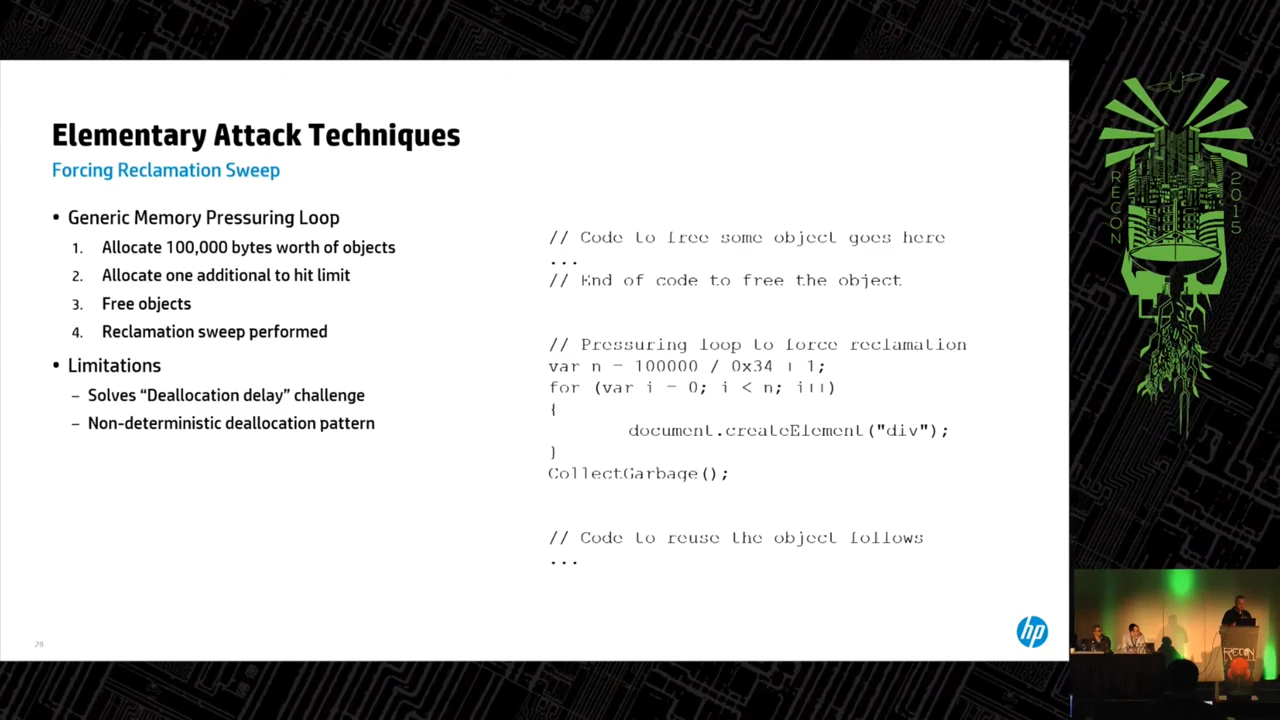 Elementary Attack Techniques
Forcing Reclamation Sweep
• Generic Memory Pressuring Loop
1. Allocate 100,000 bytes worth of objects
2. Allocate one additional to hit limit
3. Free objects
4. Reclamation sweep performed
• Limitations
– Solves “Deallocation delay” challenge
– Non-deterministic deallocation pattern
// Code to free some object goes here
...
// End of code to free the object
// Pressuring loop to force reclamation
var n = 100000 / 0x34 + 1;
for (var i = 0; i < n; i++)
{
document.createElement("div");
}
CollectGarbage();
// Code to reuse the object follows
...
28
hp
RECON
2015
RECON